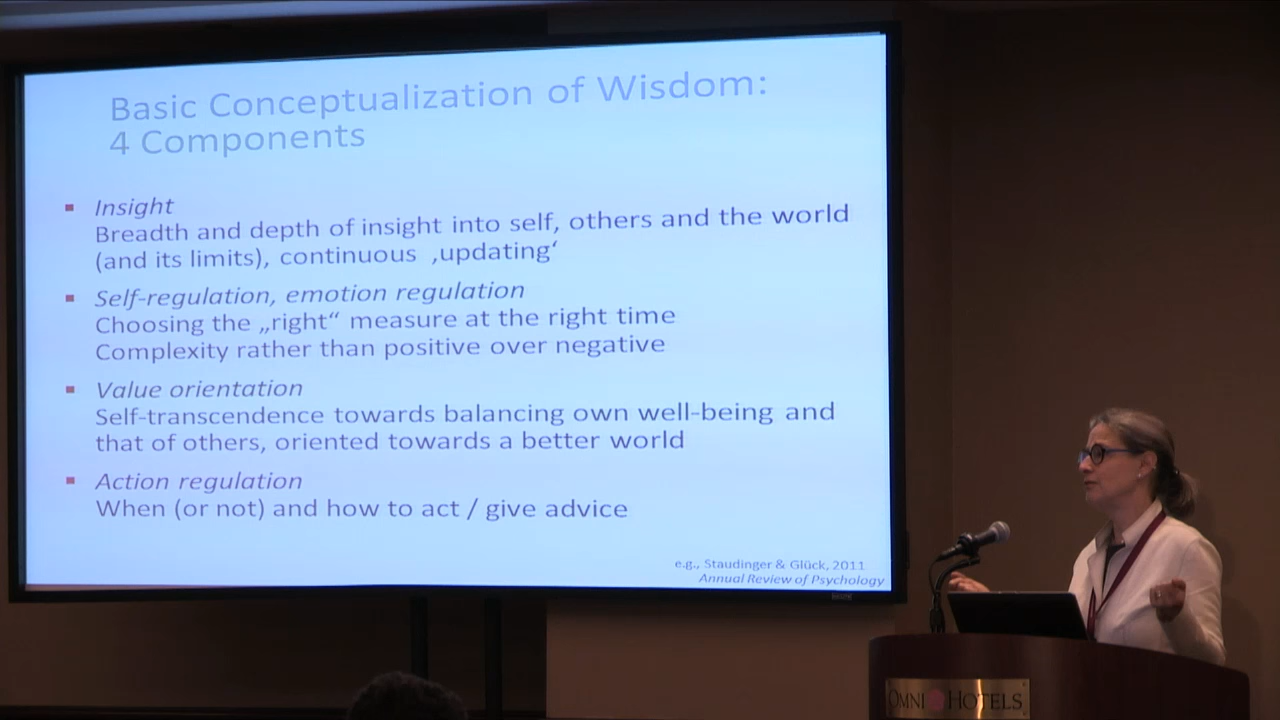 Basic Conceptualization of Wisdom:
4 Components
Insight
Breadth and depth of insight into self, others and the world
(and its limits), continuous ‚updating‘
Self-regulation, emotion regulation
Choosing the „right“ measure at the right time
Complexity rather than positive over negative
Value orientation
Self-transcendence towards balancing own well-being and
that of others, oriented towards a better world
Action regulation
When (or not) and how to act / give advice
e.g., Staudinger & Glück, 2011
Annual Review of Psychology
OMNI HOTELS